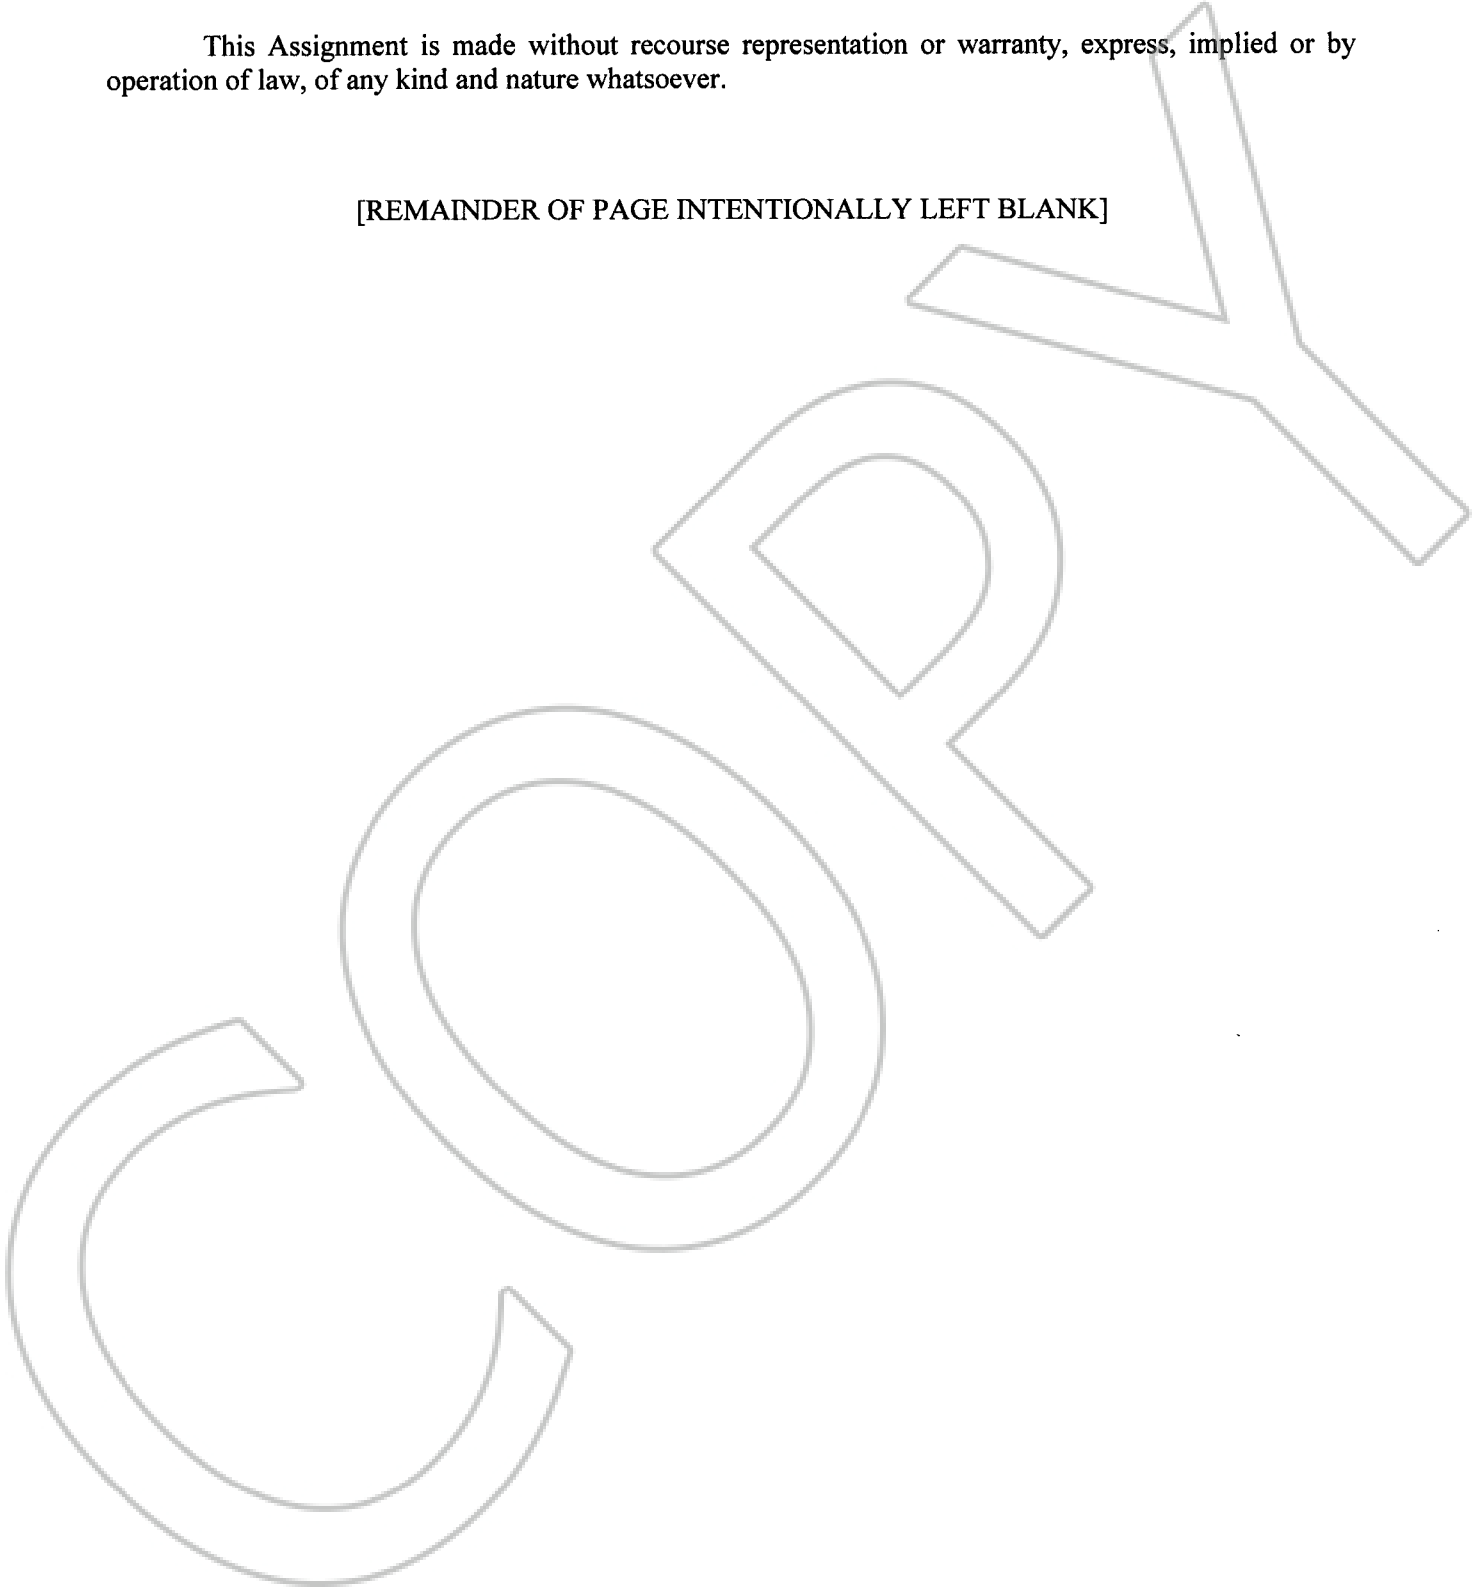 This Assignment is made without recourse representation or warranty, express, implied or by
operation of law, of any kind and nature whatsoever.
[REMAINDER OF PAGE INTENTIONALLY LEFT BLANK]
COPY